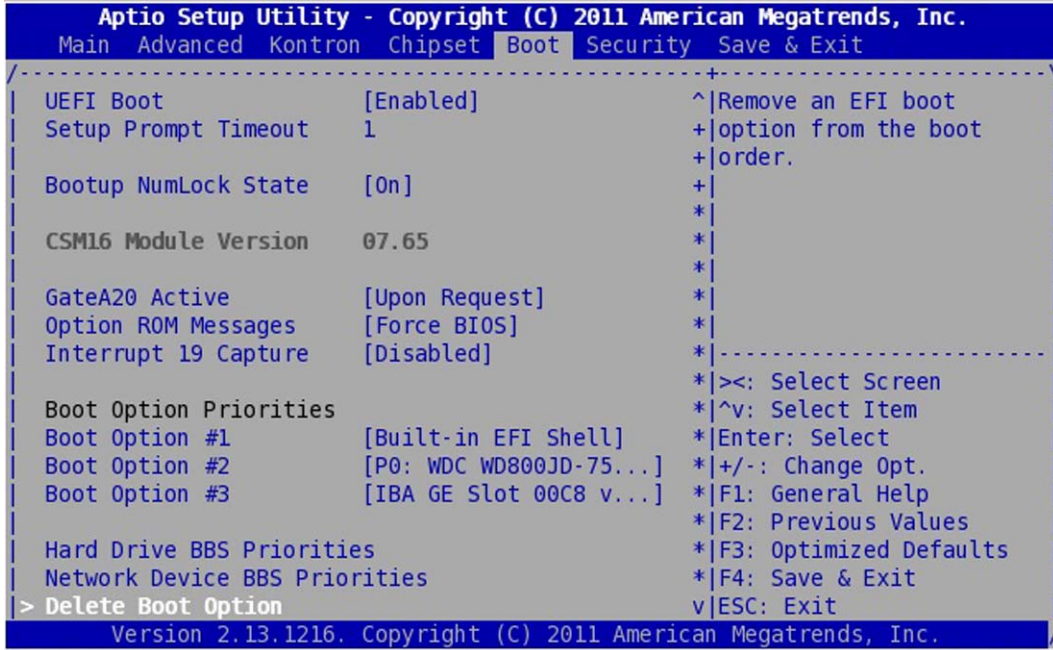 Aptio Setup Utility - Copyright (C) 2011 American Megatrends, Inc.
Main Advanced Kontron Chipset Boot Security Save & Exit
/----------------------------------------------------+-------------------------\
| UEFI Boot [Enabled] ^|Remove an EFI boot
| Setup Prompt Timeout 1 +|option from the boot
| +|order.
| Bootup NumLock State [On] +|
| *|
| CSM16 Module Version 07.65 *|
| *|
| GateA20 Active [Upon Request] *|
| Option ROM Messages [Force BIOS] *|
| Interrupt 19 Capture [Disabled] *|-------------------------
| *|><: Select Screen
| Boot Option Priorities *|^v: Select Item
| Boot Option #1 [Built-in EFI Shell] *|Enter: Select
| Boot Option #2 [P0: WDC WD800JD-75...] *|+/-: Change Opt.
| Boot Option #3 [IBA GE Slot 00C8 v...] *|F1: General Help
| *|F2: Previous Values
| Hard Drive BBS Priorities *|F3: Optimized Defaults
| Network Device BBS Priorities *|F4: Save & Exit
|> Delete Boot Option v|ESC: Exit
Version 2.13.1216. Copyright (C) 2011 American Megatrends, Inc.